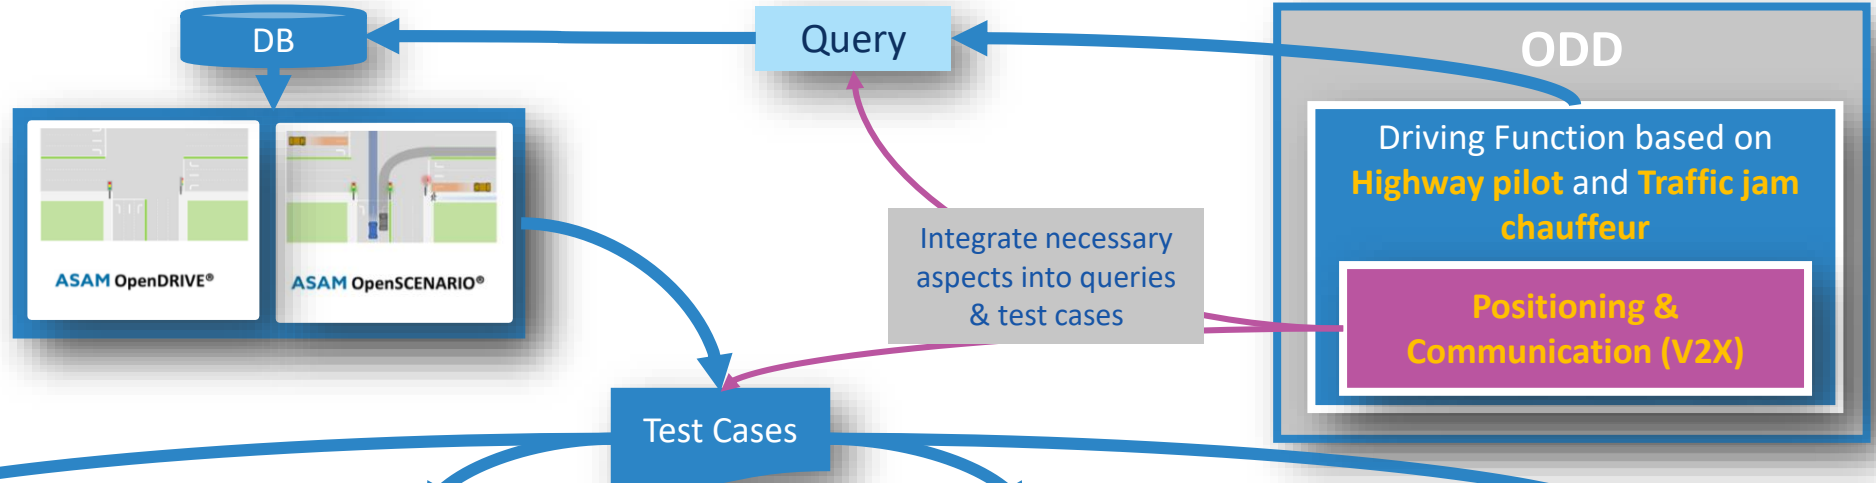 DB
Query
ODD
Driving Function based on
Highway pilot and Traffic jam
chauffeur
Positioning &
Communication (V2X)
Integrate necessary
aspects into queries
& test cases
ASAM OpenDRIVE®
ASAM OpenSCENARIO®
Test Cases